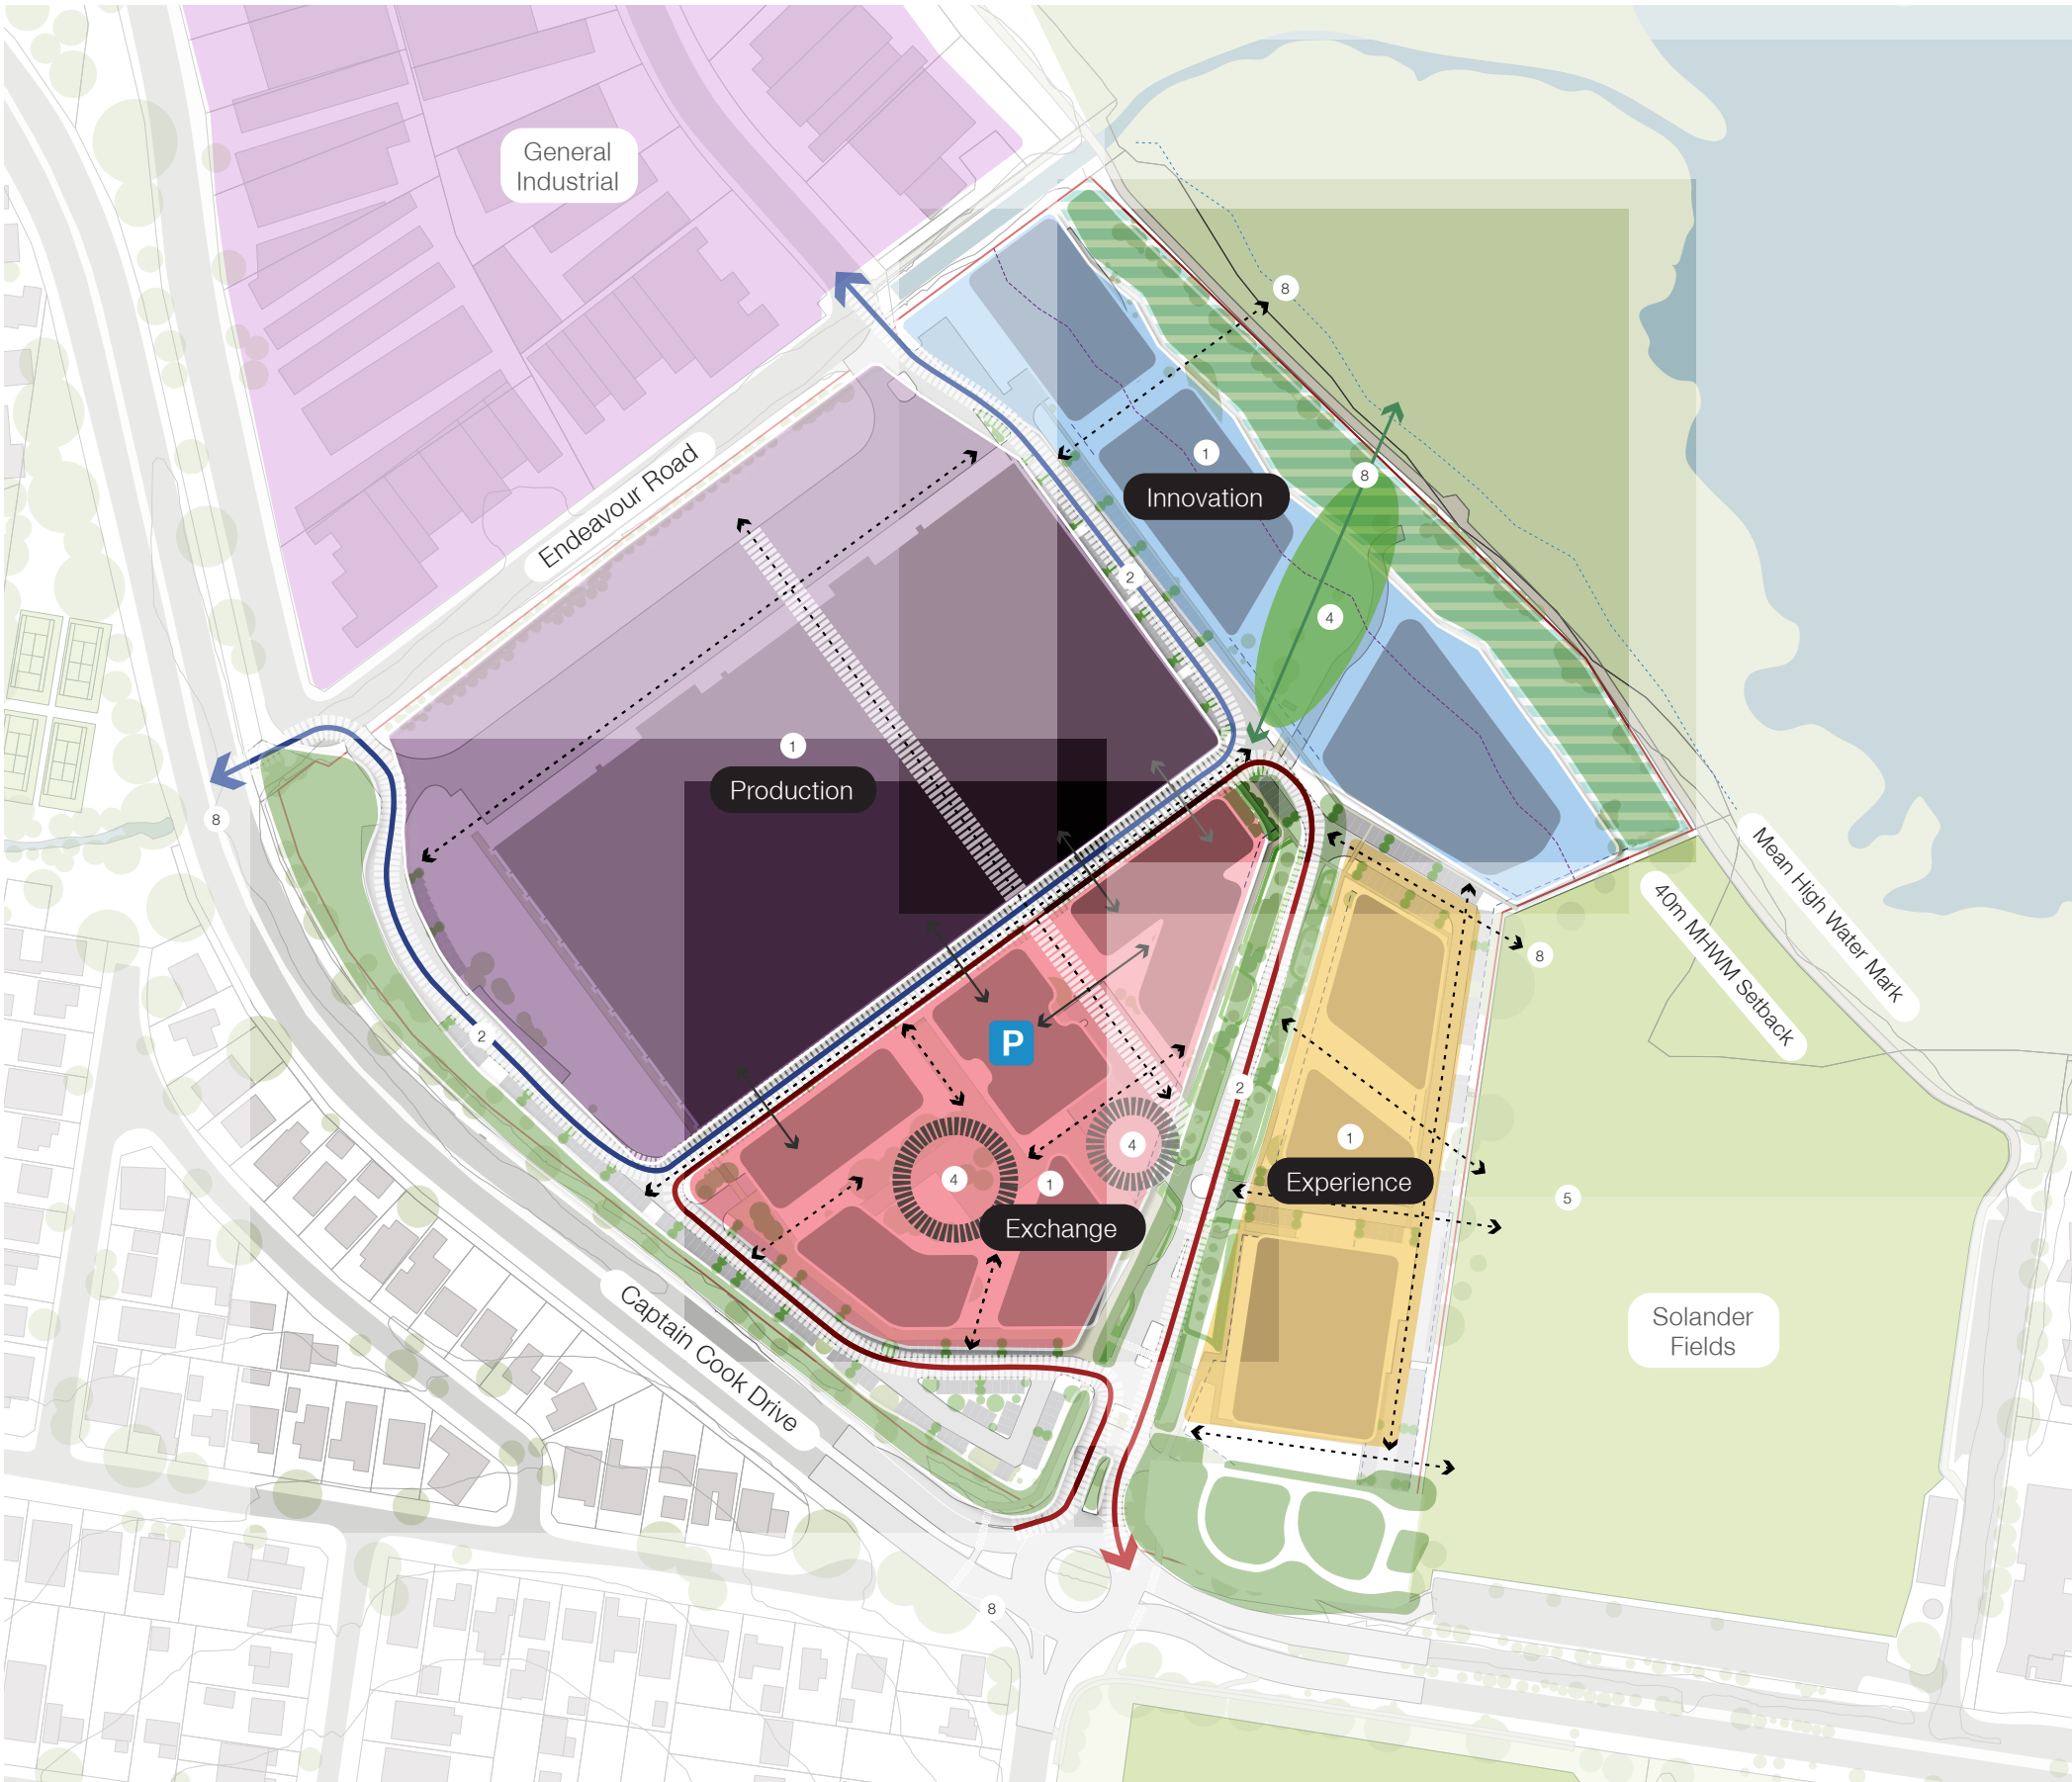 General
Industrial
8
1
Endeavour Road
8
Innovation
2
4
1
Production
8
Mean High Water Mark
40m MHWM Setback
8
2
P
2
1
4
4
1
Experience
5
Exchange
Solander
Fields
Captain Cook Drive
8